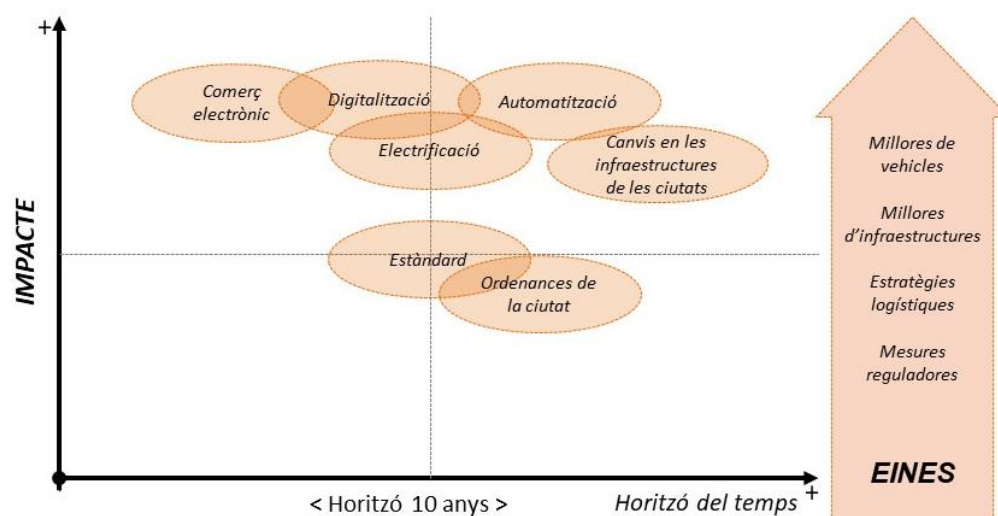 +
IMPACTE
Comerç
electrònic
Digitalització
Automatització
Electrificació
Canvis en les
infraestructures
de les ciutats
Estàndard
Ordenances de
la ciutat
< Horitzó 10 anys >
Horitzó del temps
+
Millores de
vehicles
Millores
d’infraestructures
Estratègies
logístiques
Mesures
reguladores
EINES